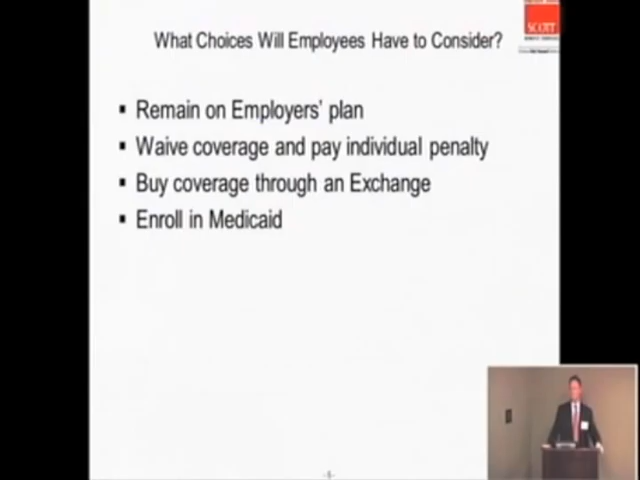 What Choices Will Employees Have to Consider?
SCOTT
▪ Remain on Employers' plan
▪ Waive coverage and pay individual penalty
▪ Buy coverage through an Exchange
▪ Enroll in Medicaid